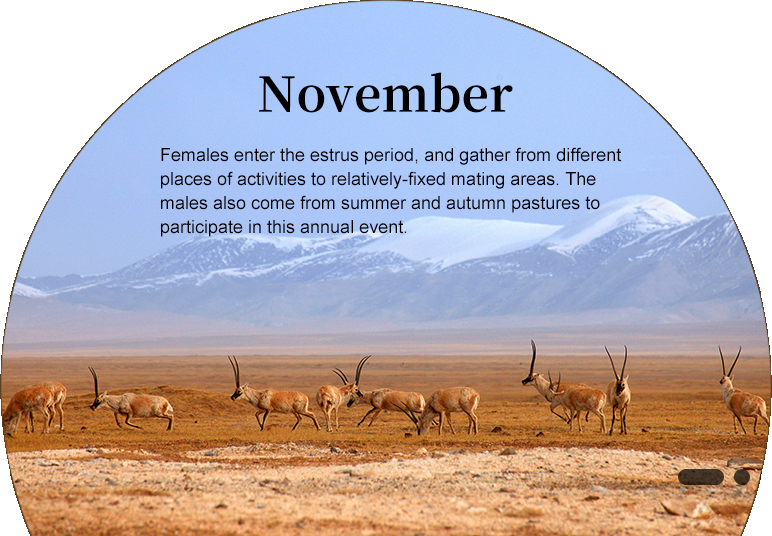 November
Females enter the estrus period, and gather from different
places of activities to relatively-fixed mating areas. The
males also come from summer and autumn pastures to
participate in this annual event.